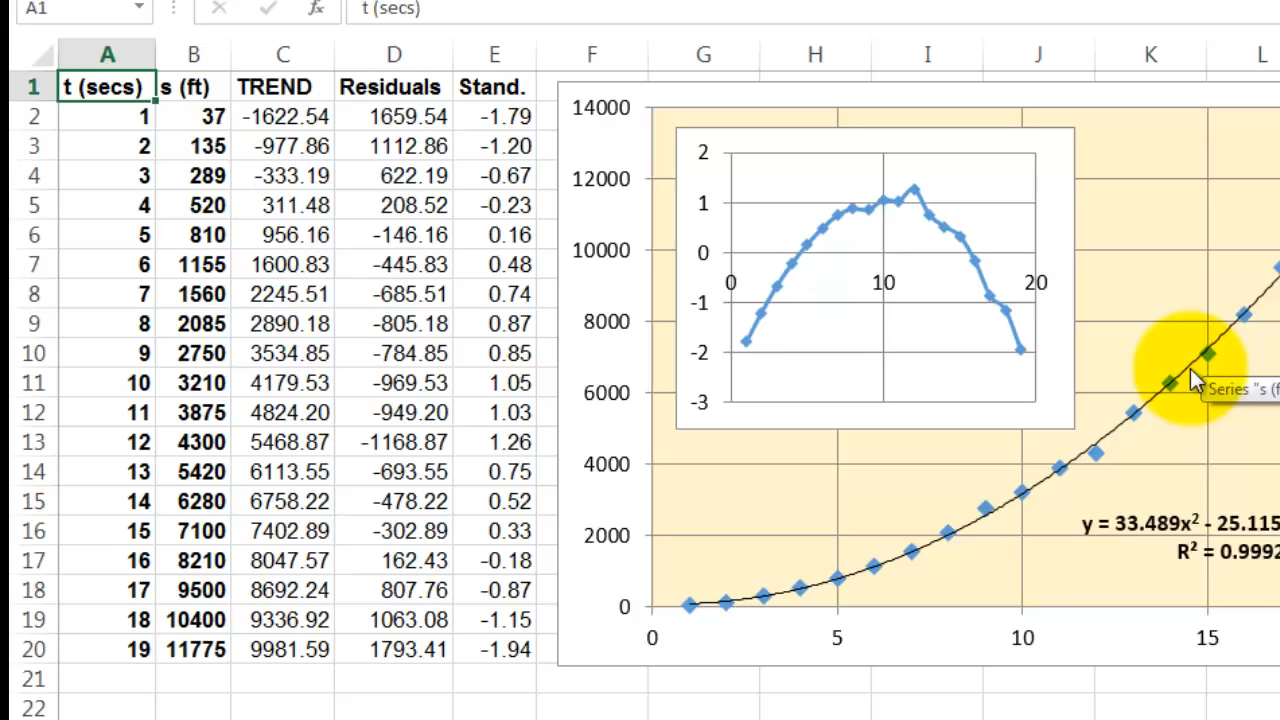 A1 fx t (secs)
A B C D E F G H I J K L
1 t (secs) s (ft) TREND Residuals Stand.
2 1 37 -1622.54 1659.54 -1.79
3 2 135 -977.86 1112.86 -1.20
4 3 289 -333.19 622.19 -0.67
5 4 520 311.48 208.52 -0.23
6 5 810 956.16 -146.16 0.16
7 6 1155 1600.83 -445.83 0.48
8 7 1560 2245.51 -685.51 0.74
9 8 2085 2890.18 -805.18 0.87
10 9 2750 3534.85 -784.85 0.85
11 10 3210 4179.53 -969.53 1.05
12 11 3875 4824.20 -949.20 1.03
13 12 4300 5468.87 -1168.87 1.26
14 13 5420 6113.55 -693.55 0.75
15 14 6280 6758.22 -478.22 0.52
16 15 7100 7402.89 -302.89 0.33
17 16 8210 8047.57 162.43 -0.18
18 17 9500 8692.24 807.76 -0.87
19 18 10400 9336.92 1063.08 -1.15
20 19 11775 9981.59 1793.41 -1.94
21
22
14000
12000
10000
8000
6000
4000
2000
0
0 5 10 15
2
1
0
-1
-2
-3
0 10 20
Series "s (f
y = 33.489x² - 25.115
R² = 0.9992